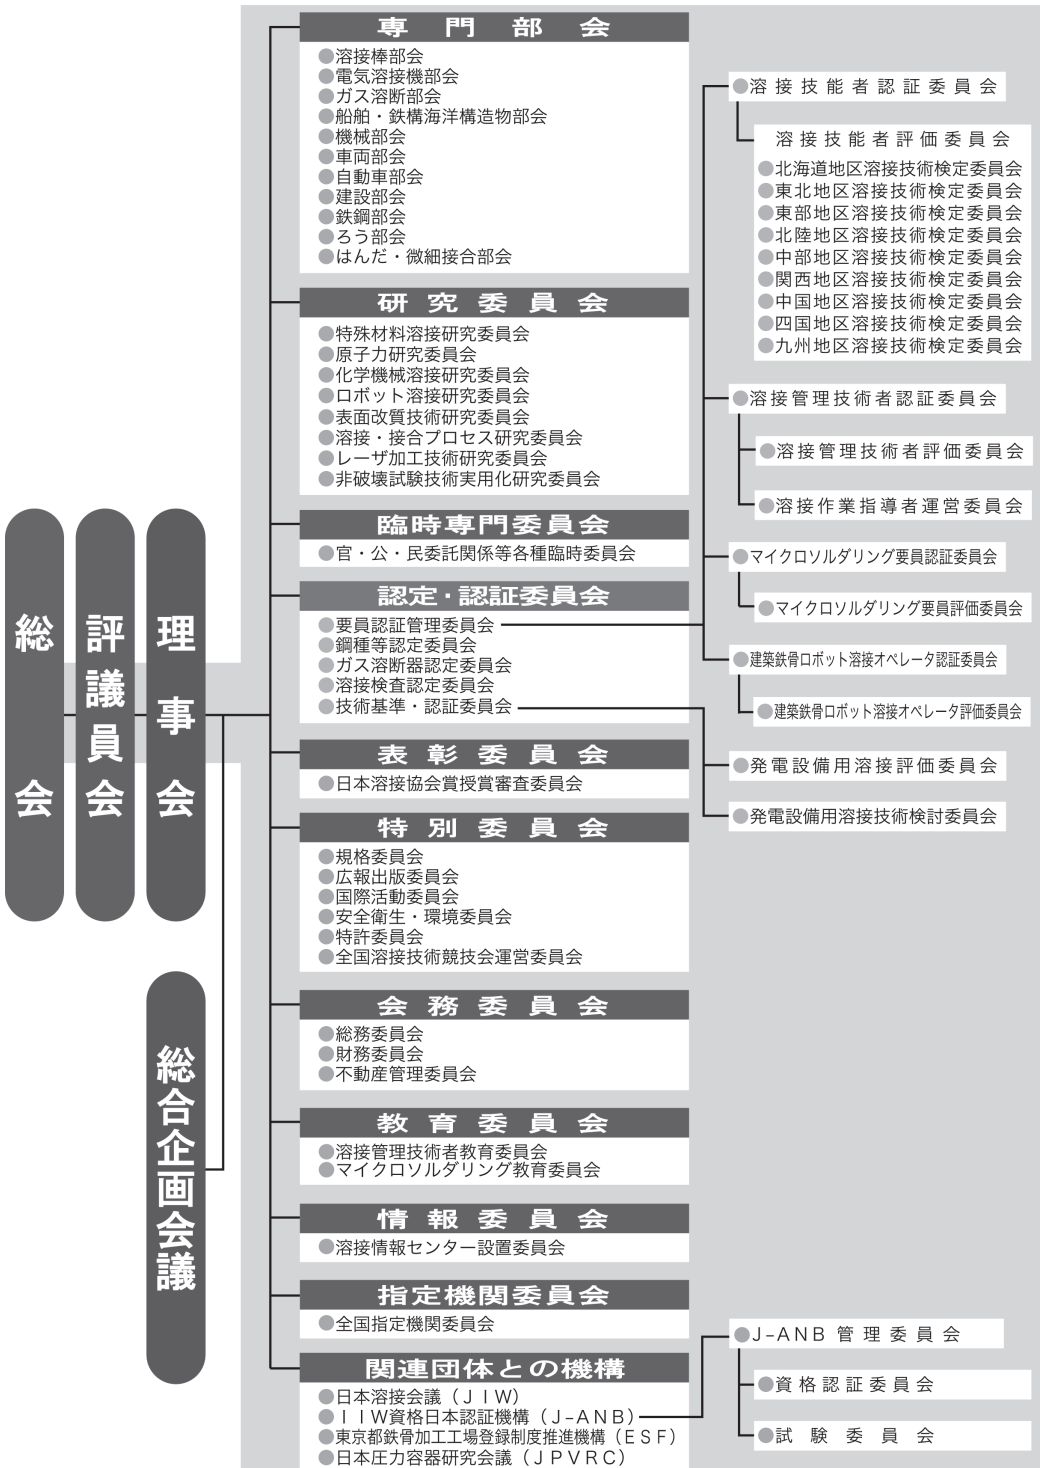 総会
評議員会
理事会
総合企画会議
専門部会
●溶接棒部会
●電気溶接機部会
●ガス溶断部会
●船舶・鉄構海洋構造物部会
●機械部会
●車両部会
●自動車部会
●建設部会
●鉄鋼部会
●ろう部会
●はんだ・微細接合部会
研究委員会
●特殊材料溶接研究委員会
●原子力研究委員会
●化学機械溶接研究委員会
●ロボット溶接研究委員会
●表面改質技術研究委員会
●溶接・接合プロセス研究委員会
●レーザ加工技術研究委員会
●非破壊試験技術実用化研究委員会
臨時専門委員会
●官・公・民委託関係等各種臨時委員会
認定・認証委員会
●要員認証管理委員会
●鋼種等認定委員会
●ガス溶断器認定委員会
●溶接検査認定委員会
●技術基準・認証委員会
表彰委員会
●日本溶接協会賞授賞審査委員会
特別委員会
●規格委員会
●広報出版委員会
●国際活動委員会
●安全衛生・環境委員会
●特許委員会
●全国溶接技術競技会運営委員会
会務委員会
●総務委員会
●財務委員会
●不動産管理委員会
教育委員会
●溶接管理技術者教育委員会
●マイクロソルダリング教育委員会
情報委員会
●溶接情報センター設置委員会
指定機関委員会
●全国指定機関委員会
関連団体との機構
●日本溶接会議（ＪＩＷ）
●ＩＩＷ資格日本認証機構（Ｊ−ＡＮＢ）
●東京都鉄骨加工工場登録制度推進機構（ＥＳＦ）
●日本圧力容器研究会議（ＪＰＶＲＣ）
●溶接技能者認証委員会
溶接技能者評価委員会
●北海道地区溶接技術検定委員会
●東北地区溶接技術検定委員会
●東部地区溶接技術検定委員会
●北陸地区溶接技術検定委員会
●中部地区溶接技術検定委員会
●関西地区溶接技術検定委員会
●中国地区溶接技術検定委員会
●四国地区溶接技術検定委員会
●九州地区溶接技術検定委員会
●溶接管理技術者認証委員会
●溶接管理技術者評価委員会
●溶接作業指導者運営委員会
●マイクロソルダリング要員認証委員会
●マイクロソルダリング要員評価委員会
●建築鉄骨ロボット溶接オペレータ認証委員会
●建築鉄骨ロボット溶接オペレータ評価委員会
●発電設備用溶接評価委員会
●発電設備用溶接技術検討委員会
●Ｊ−ＡＮＢ管理委員会
●資格認証委員会
●試験委員会